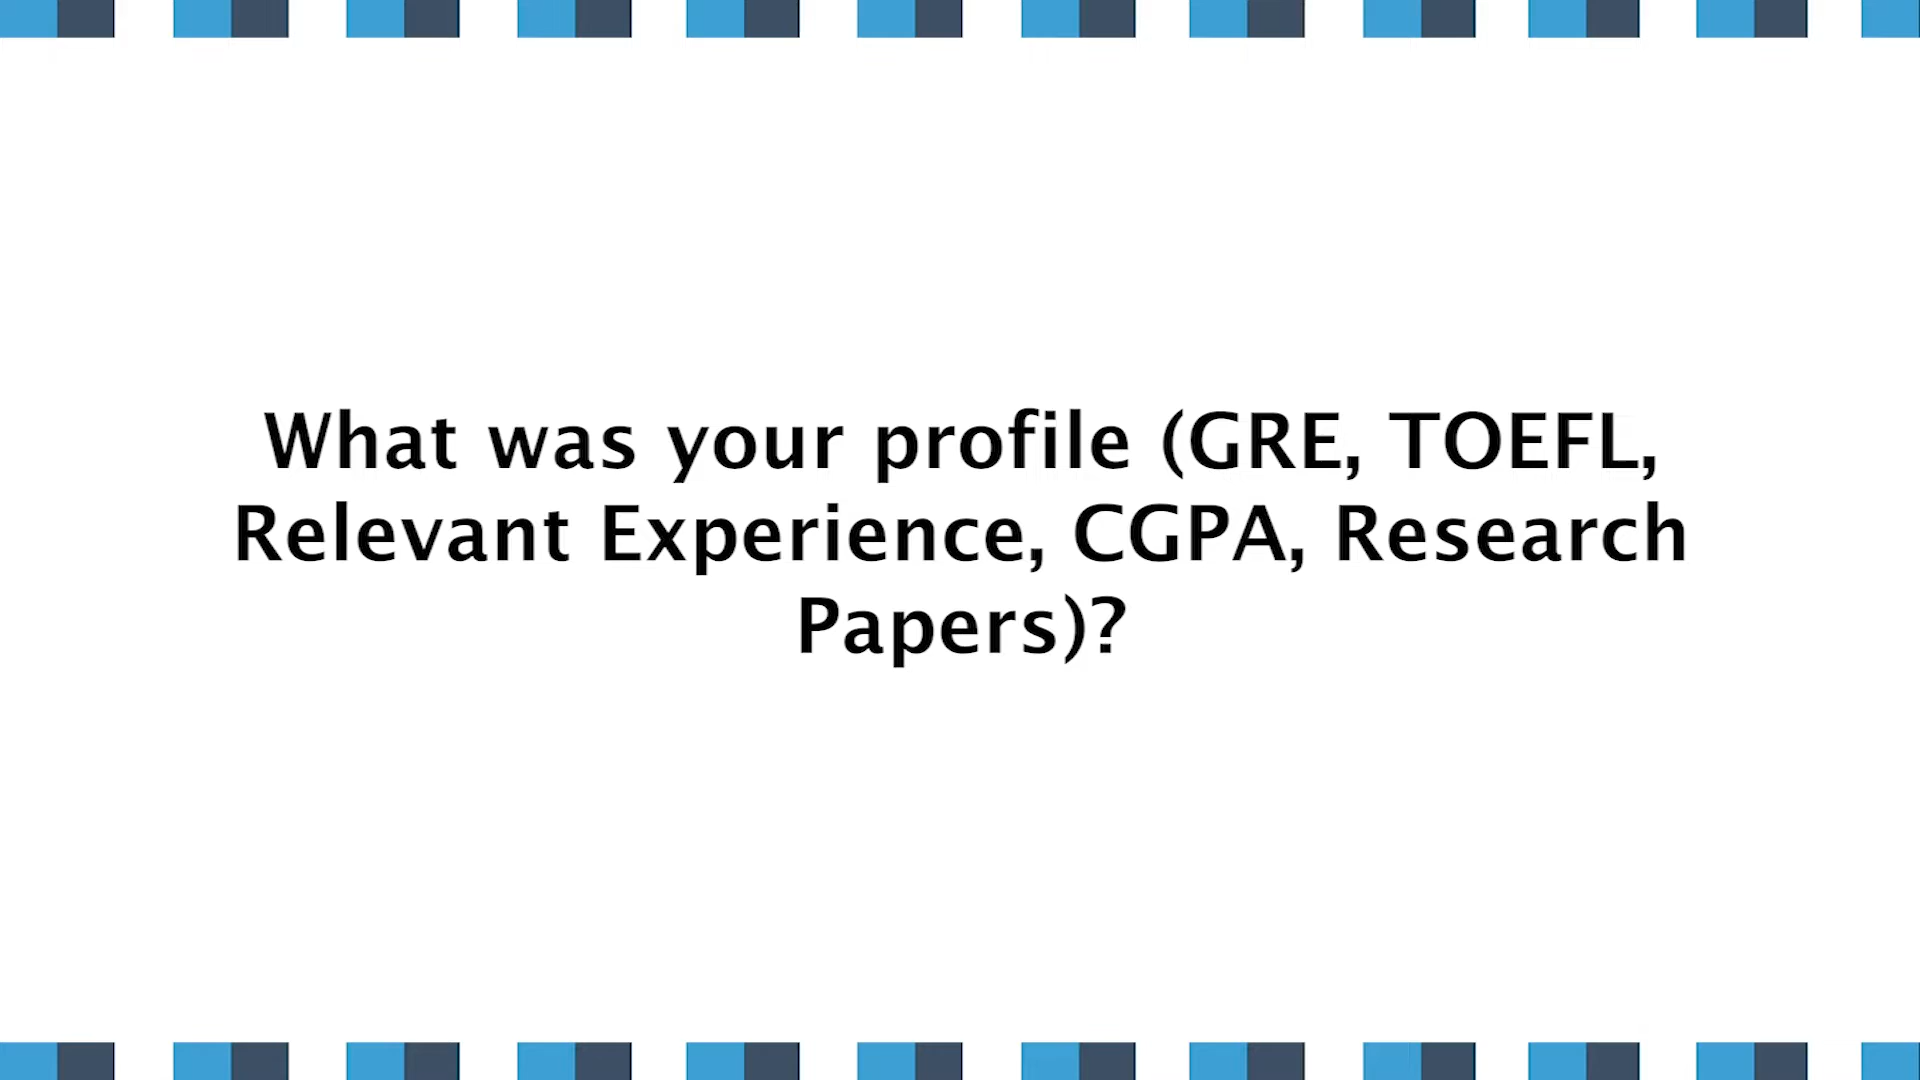 What was your profile (GRE, TOEFL,
Relevant Experience, CGPA, Research
Papers)?